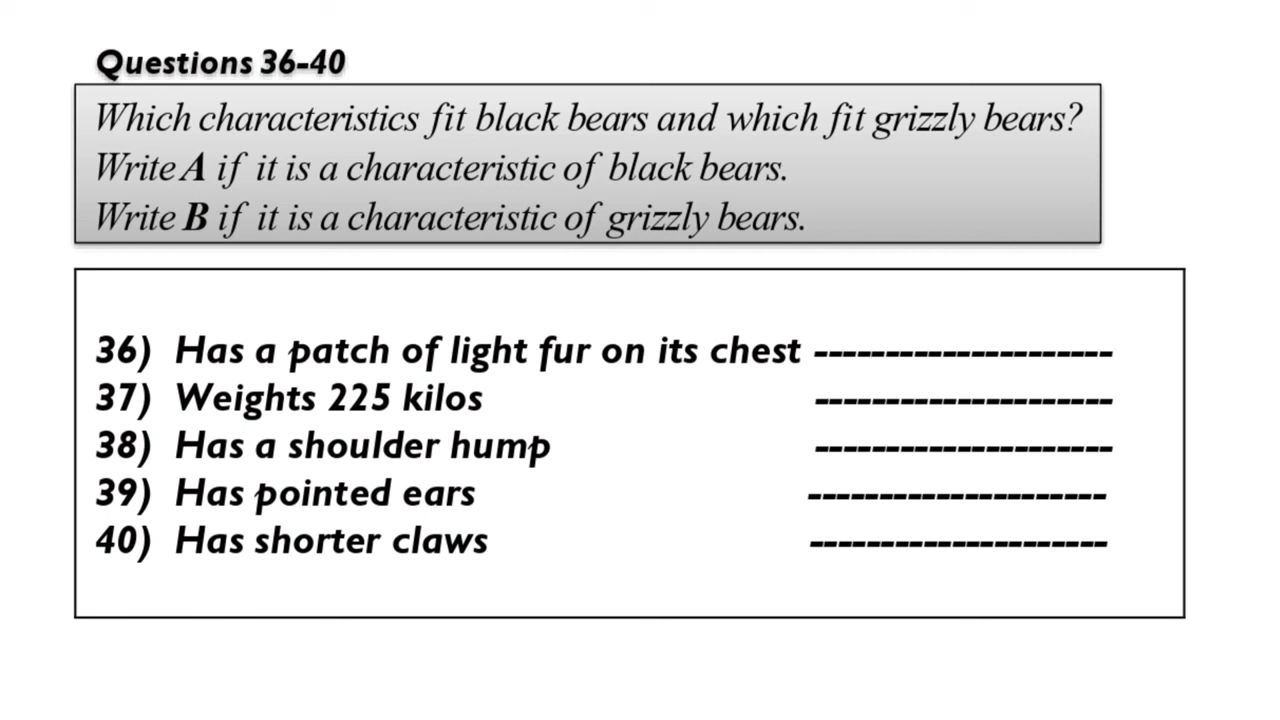 Questions 36-40
Which characteristics fit black bears and which fit grizzly bears?
Write A if it is a characteristic of black bears.
Write B if it is a characteristic of grizzly bears.
36) Has a patch of light fur on its chest ---------------------
37) Weights 225 kilos ---------------------
38) Has a shoulder hump ---------------------
39) Has pointed ears ---------------------
40) Has shorter claws ---------------------